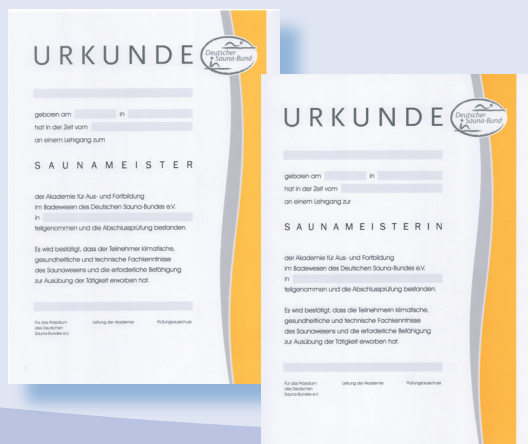 URKUNDE
Deutscher
Sauna-Bund
geboren am in
hat in der Zeit vom
an einem Lehrgang zum
SAUNAMEISTER
der Akademie für Aus- und Fortbildung
im Badewesen des Deutschen Sauna-Bundes e.V.
in
teilgenommen und die Abschlussprüfung bestanden.
Es wird bestätigt, dass der Teilnehmer klimatische,
gesundheitliche und technische Fachkenntnisse
des Saunawesens und die erforderliche Befähigung
zur Ausübung der Tätigkeit erworben hat.
Für das Präsidium Leitung der Akademie Prüfungsausschuss
des Deutschen
Sauna-Bundes e.V.
URKUNDE
Deutscher
Sauna-Bund
geboren am in
hat in der Zeit vom
an einem Lehrgang zur
SAUNAMEISTERIN
der Akademie für Aus- und Fortbildung
im Badewesen des Deutschen Sauna-Bundes e.V.
in
teilgenommen und die Abschlussprüfung bestanden.
Es wird bestätigt, dass die Teilnehmerin klimatische,
gesundheitliche und technische Fachkenntnisse
des Saunawesens und die erforderliche Befähigung
zur Ausübung der Tätigkeit erworben hat.
Für das Präsidium Leitung der Akademie Prüfungsausschuss
des Deutschen
Sauna-Bundes e.V.